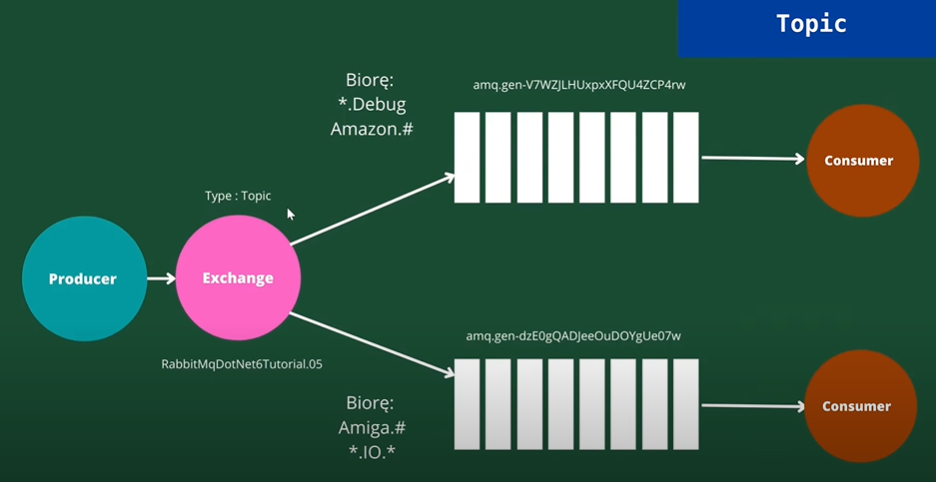 Topic
Biorę:
*.Debug
Amazon.#
amq.gen-V7WZJLHUxpxXFQU4ZCP4rw
Consumer
Type : Topic
Producer
Exchange
RabbitMqDotNet6Tutorial.05
amq.gen-dzE0gQADJeeOuDOYgUe07w
Biorę:
Amiga.#
*.IO.*
Consumer